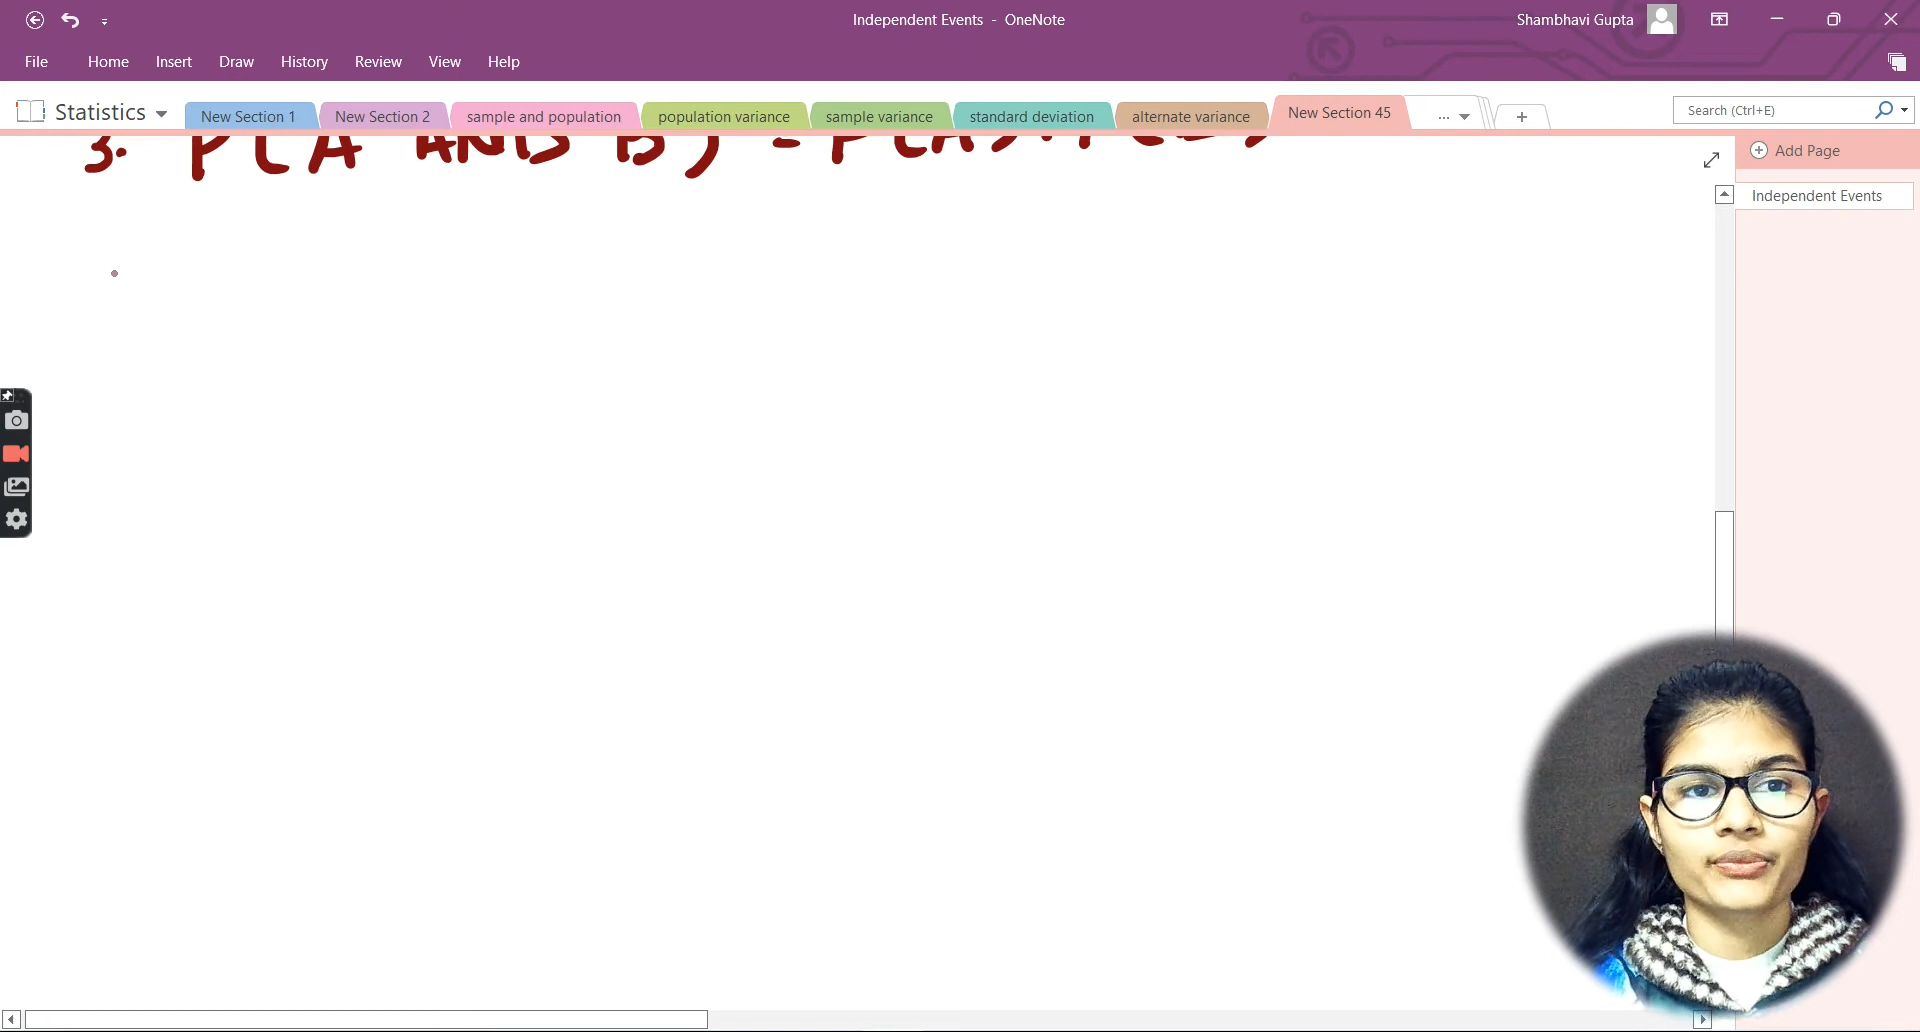 Independent Events - OneNote
Shambhavi Gupta
File Home Insert Draw History Review View Help
Statistics New Section 1 New Section 2 sample and population population variance sample variance standard deviation alternate variance New Section 45 ... + Search (Ctrl+E)
3. P(A AND B) = P(A) · P(B)
Add Page
Independent Events